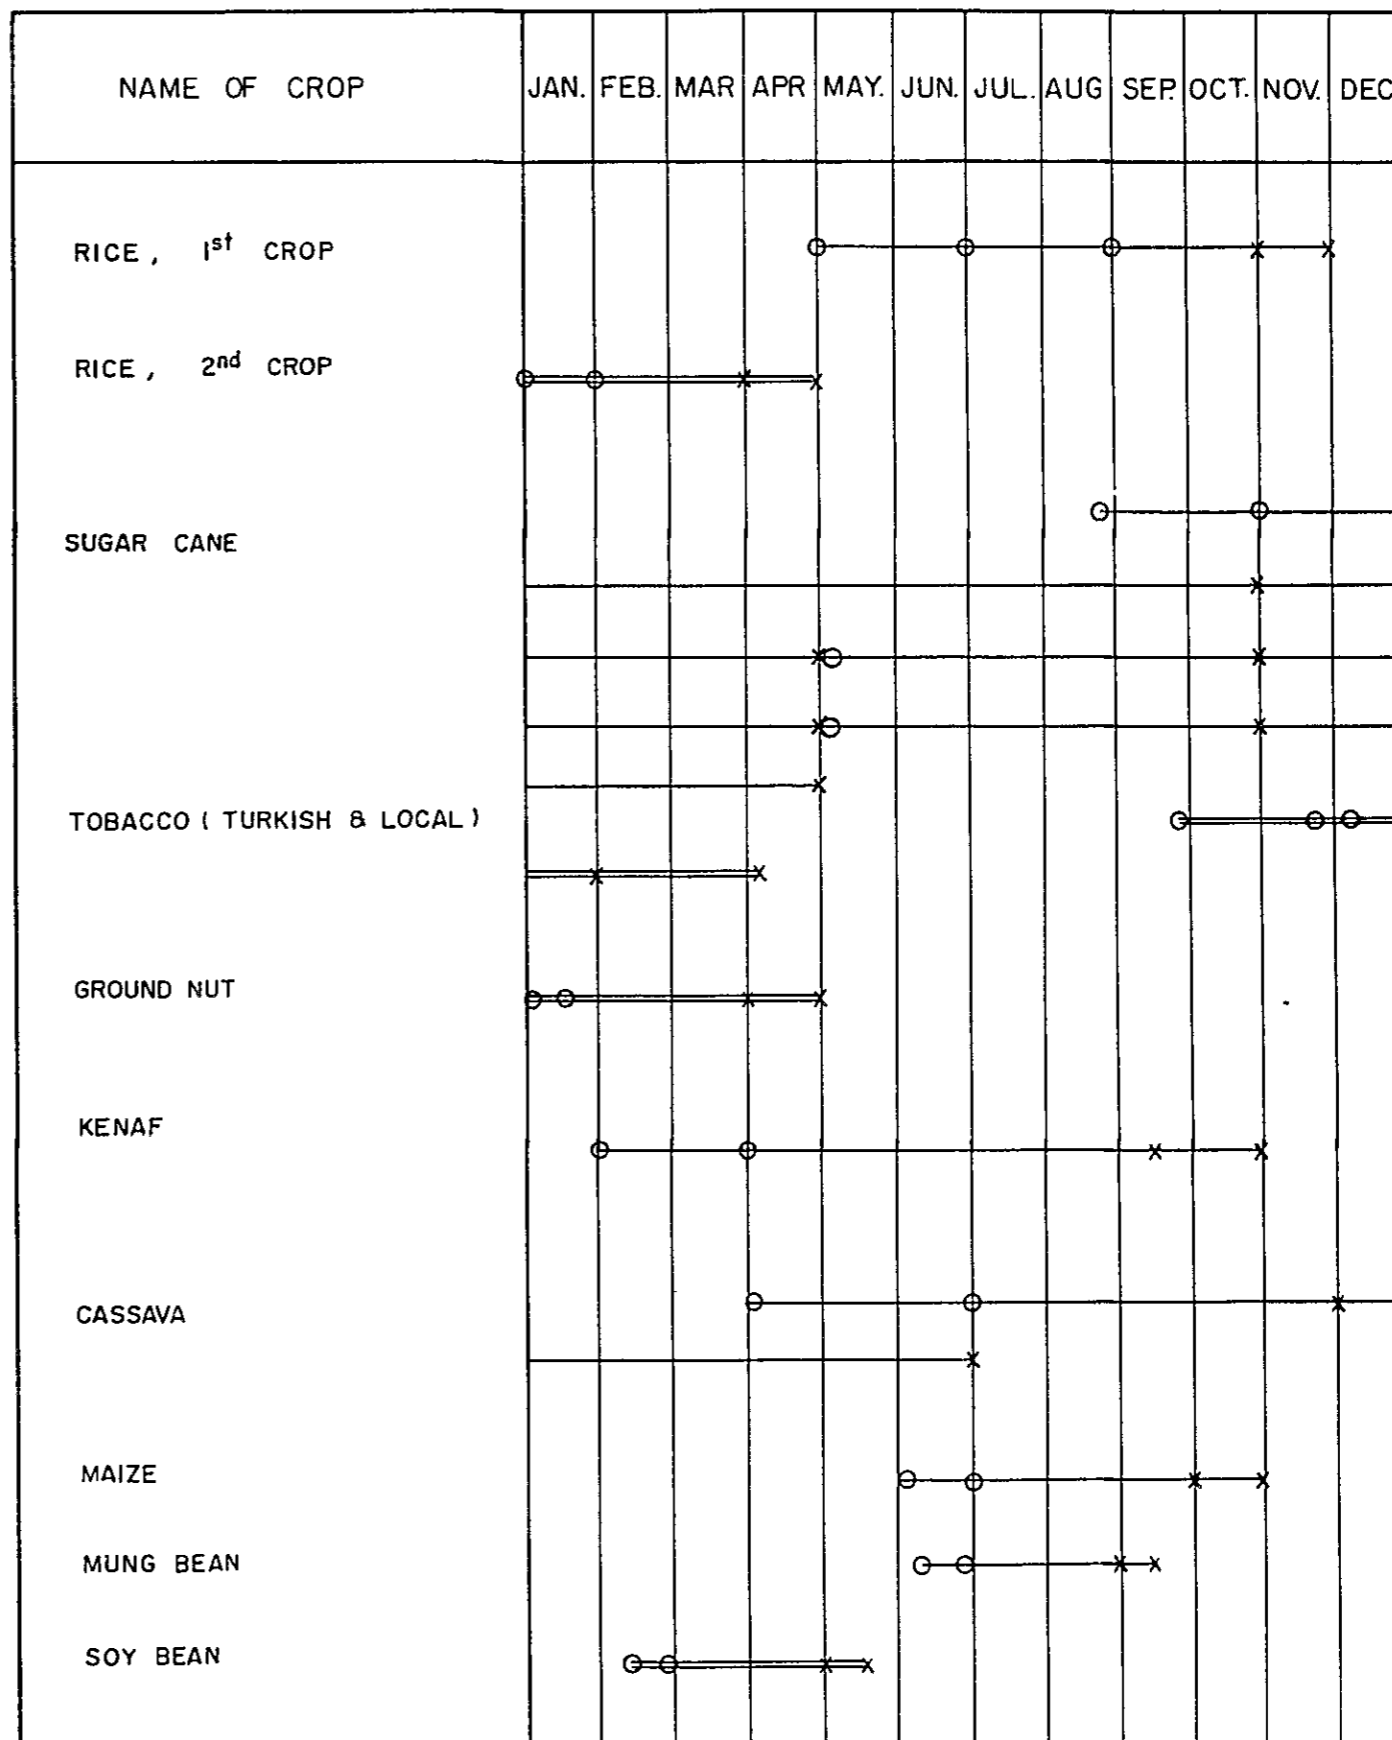 NAME OF CROP JAN. FEB. MAR APR MAY. JUN. JUL. AUG SEP. OCT. NOV. DEC
RICE, 1st CROP
RICE, 2nd CROP
SUGAR CANE
TOBACCO ( TURKISH & LOCAL )
GROUND NUT
KENAF
CASSAVA
MAIZE
MUNG BEAN
SOY BEAN